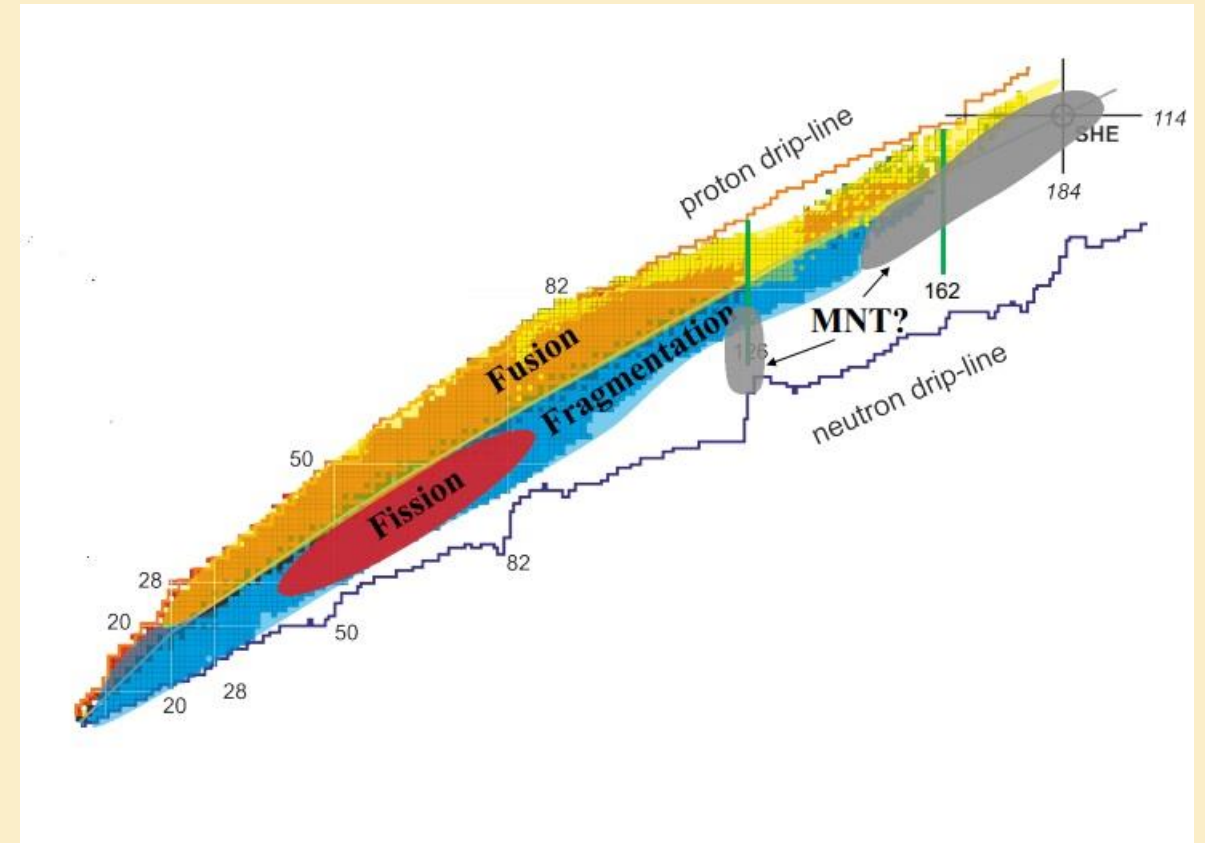 proton drip-line
114
SHE
184
82
162
MNT?
126
Fusion
Fragmentation
neutron drip-line
50
Fission
82
28
20
50
28
20